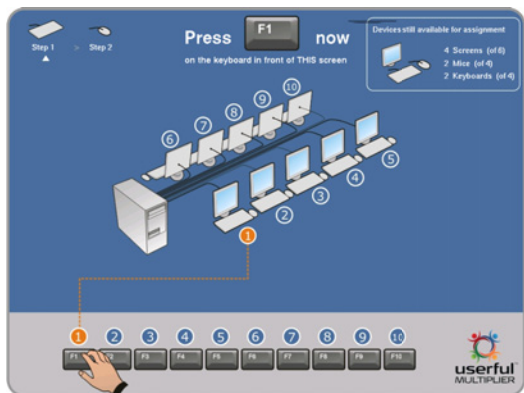 Step 1 > Step 2
Press F1 now
on the keyboard in front of THIS screen
Devices still available for assignment
4 Screens (of 6)
2 Mice (of 4)
2 Keyboards (of 4)
6 7 8 9 10
1 2 3 4 5
1 2 3 4 5 6 7 8 9 10
F1 F2 F3 F4 F5 F6 F7 F8 F9 F10
userful
MULTIPLIER